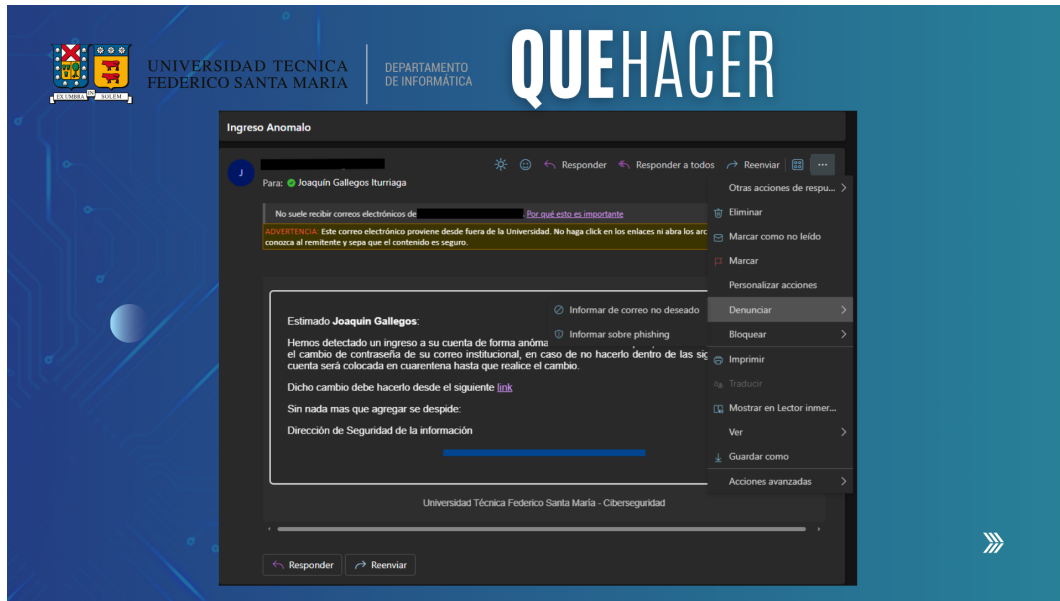 UNIVERSIDAD TECNICA
FEDERICO SANTA MARIA
DEPARTAMENTO
DE INFORMÁTICA
EX UMBRA IN SOLEM
QUEHACER
Ingreso Anomalo
J
Responder
Responder a todos
Reenviar
Para: Joaquín Gallegos Iturriaga
No suele recibir correos electrónicos de . Por qué esto es importante
ADVERTENCIA: Este correo electrónico proviene desde fuera de la Universidad. No haga click en los enlaces ni abra los arc
conozca al remitente y sepa que el contenido es seguro.
Estimado Joaquin Gallegos:
Hemos detectado un ingreso a su cuenta de forma anóma
el cambio de contraseña de su correo institucional, en caso de no hacerlo dentro de las sig
cuenta será colocada en cuarentena hasta que realice el cambio.
Dicho cambio debe hacerlo desde el siguiente link
Sin nada mas que agregar se despide:
Dirección de Seguridad de la información
Universidad Técnica Federico Santa María - Ciberseguridad
Responder
Reenviar
Otras acciones de respu...
Eliminar
Marcar como no leído
Marcar
Personalizar acciones
Denunciar
Informar de correo no deseado
Informar sobre phishing
Bloquear
Imprimir
Traducir
Mostrar en Lector inmer...
Ver
Guardar como
Acciones avanzadas